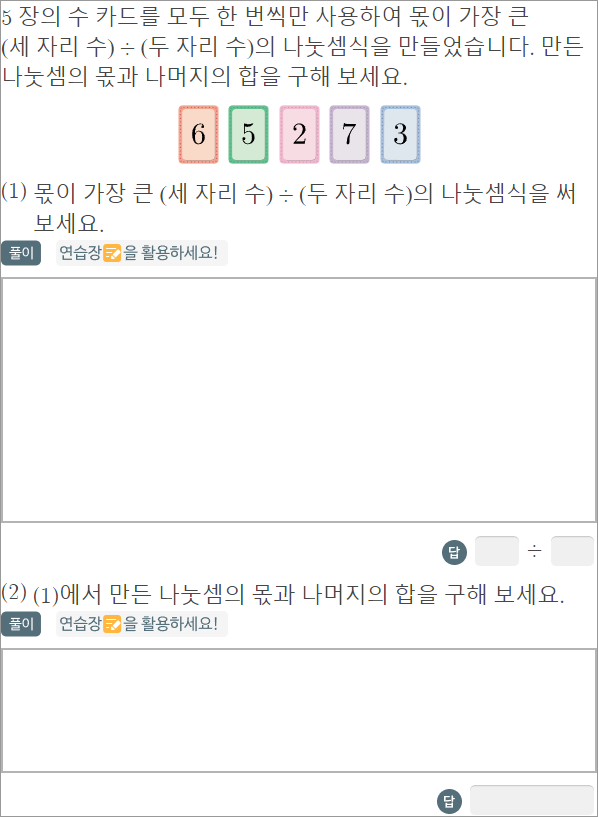 5 장의 수 카드를 모두 한 번씩만 사용하여 몫이 가장 큰
(세 자리 수) ÷ (두 자리 수)의 나눗셈식을 만들었습니다. 만든
나눗셈의 몫과 나머지의 합을 구해 보세요.
6 5 2 7 3
(1) 몫이 가장 큰 (세 자리 수) ÷ (두 자리 수)의 나눗셈식을 써
보세요.
풀이 연습장을 활용하세요!
답 ÷
(2) (1)에서 만든 나눗셈의 몫과 나머지의 합을 구해 보세요.
풀이 연습장을 활용하세요!
답